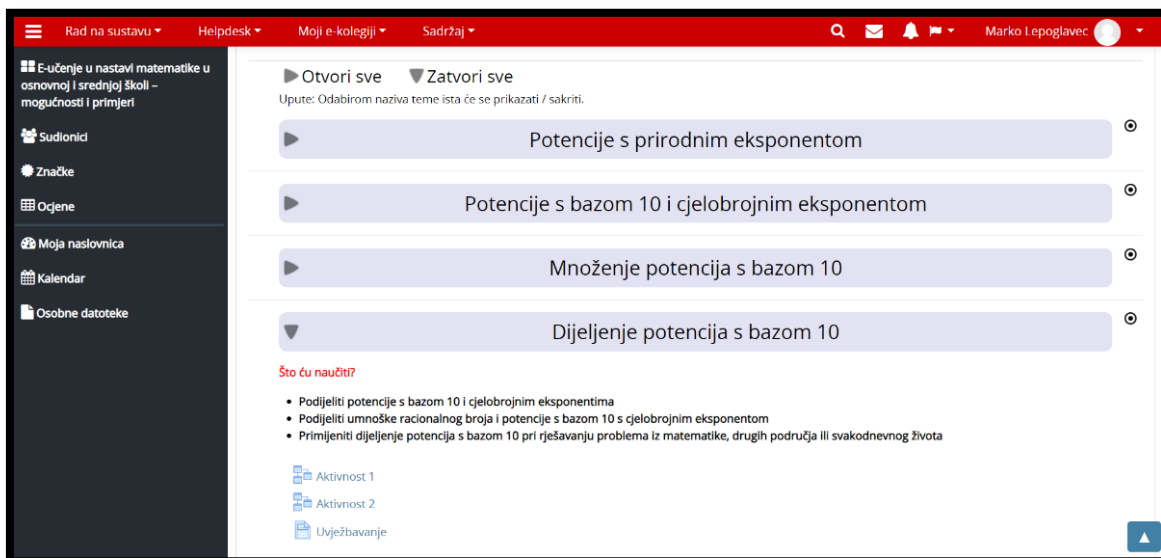 Rad na sustavu
Helpdesk
Moji e-kolegiji
Sadržaj
Marko Lepoglavec
E-učenje u nastavi matematike u
osnovnoj i srednjoj školi –
mogućnosti i primjeri
Sudionici
Značke
Ocjene
Moja naslovnica
Kalendar
Osobne datoteke
Otvori sve
Zatvori sve
Upute: Odabirom naziva teme ista će se prikazati / sakriti.
Potencije s prirodnim eksponentom
Potencije s bazom 10 i cjelobrojnim eksponentom
Množenje potencija s bazom 10
Dijeljenje potencija s bazom 10
Što ću naučiti?
• Podijeliti potencije s bazom 10 i cjelobrojnim eksponentima
• Podijeliti umnoške racionalnog broja i potencije s bazom 10 s cjelobrojnim eksponentom
• Primijeniti dijeljenje potencija s bazom 10 pri rješavanju problema iz matematike, drugih područja ili svakodnevnog života
Aktivnost 1
Aktivnost 2
Uvježbavanje